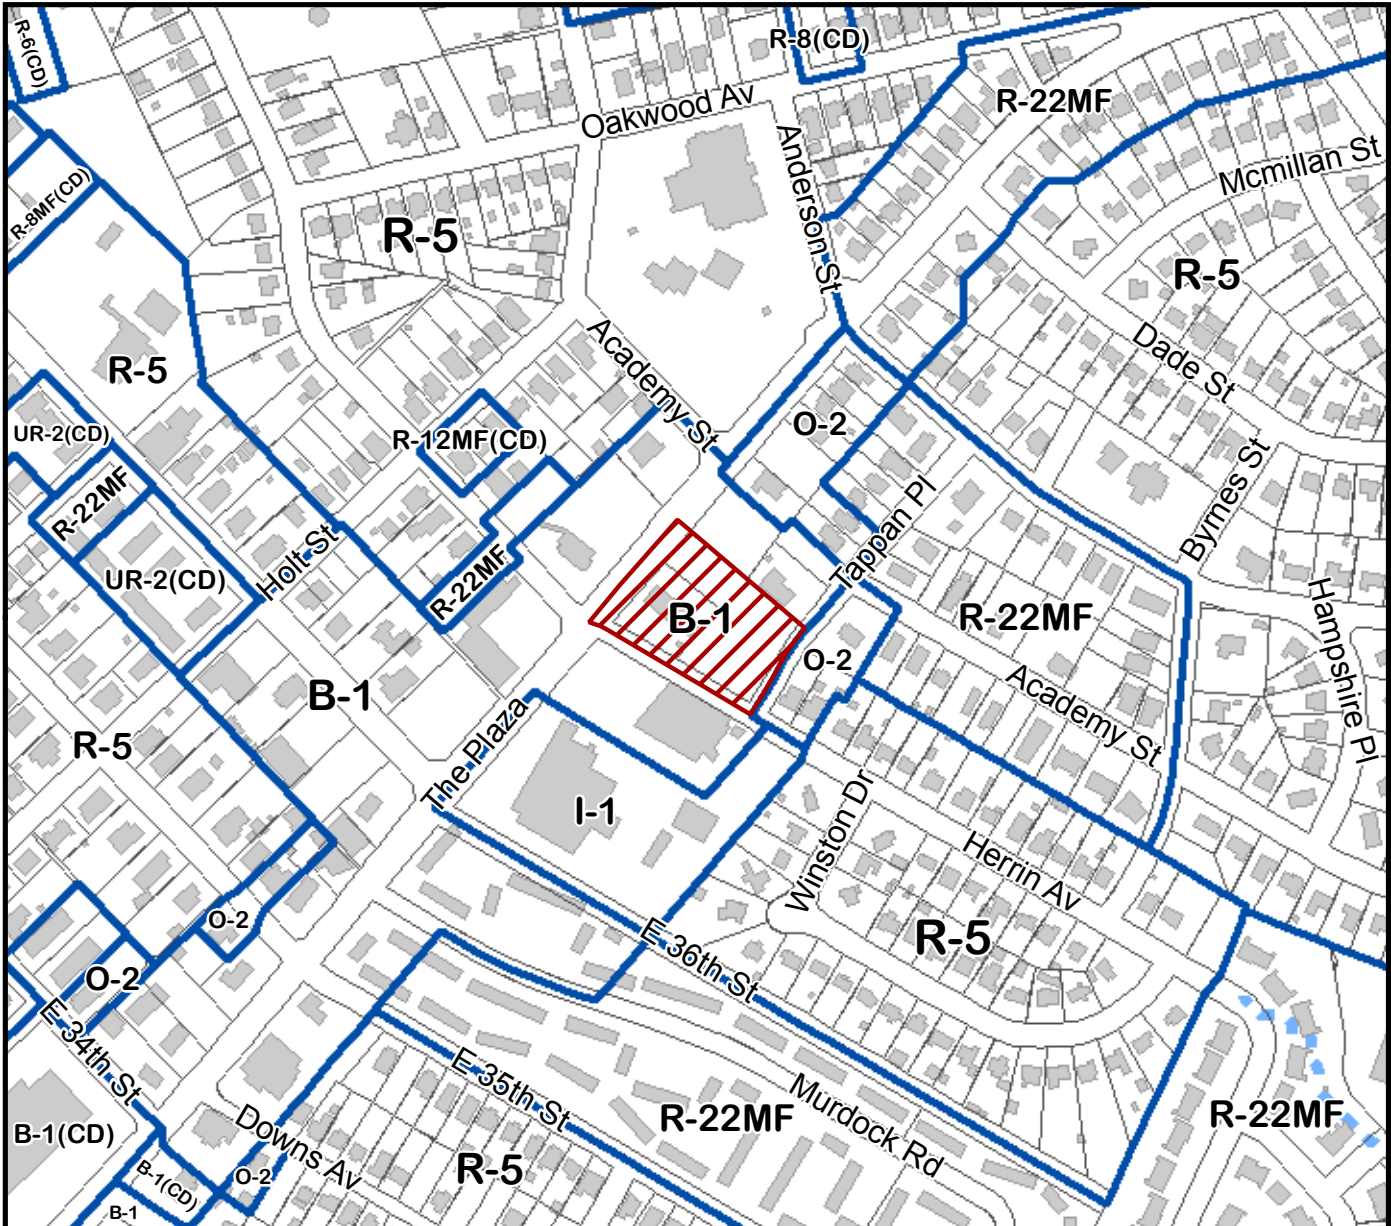 R-6(CD)
R-8(CD)
R-22MF
Oakwood Av
Anderson St
Mcmillan St
R-8MF(CD)
R-5
R-5
Academy St
Dade St
R-5
UR-2(CD)
R-12MF(CD)
O-2
R-22MF
Tappan Pl
Byrnes St
Holt St
UR-2(CD)
R-22MF
B-1
R-22MF
Hampshire Pl
O-2
B-1
Academy St
R-5
The Plaza
I-1
Winston Dr
Herrin Av
O-2
R-5
E 36th St
O-2
E 34th St
E 35th St
Murdock Rd
R-22MF
R-22MF
Downs Av
B-1(CD)
R-5
B-1(CD)
O-2
B-1